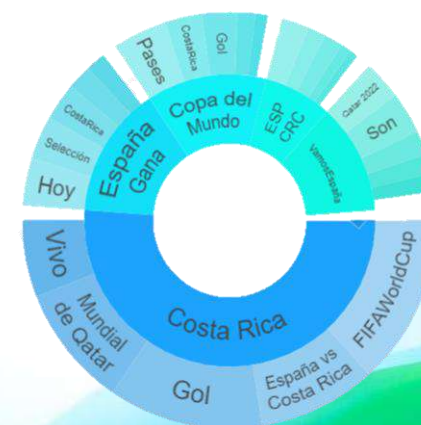 Pases
CostaRica
Gol
CostaRica
Selección
Hoy
España
Gana
Copa del
Mundo
ESP
CRC
VamosEspaña
Qatar 2022
Son
Vivo
Mundial
de Qatar
Costa Rica
Gol
España vs
Costa Rica
FIFAWorldCup